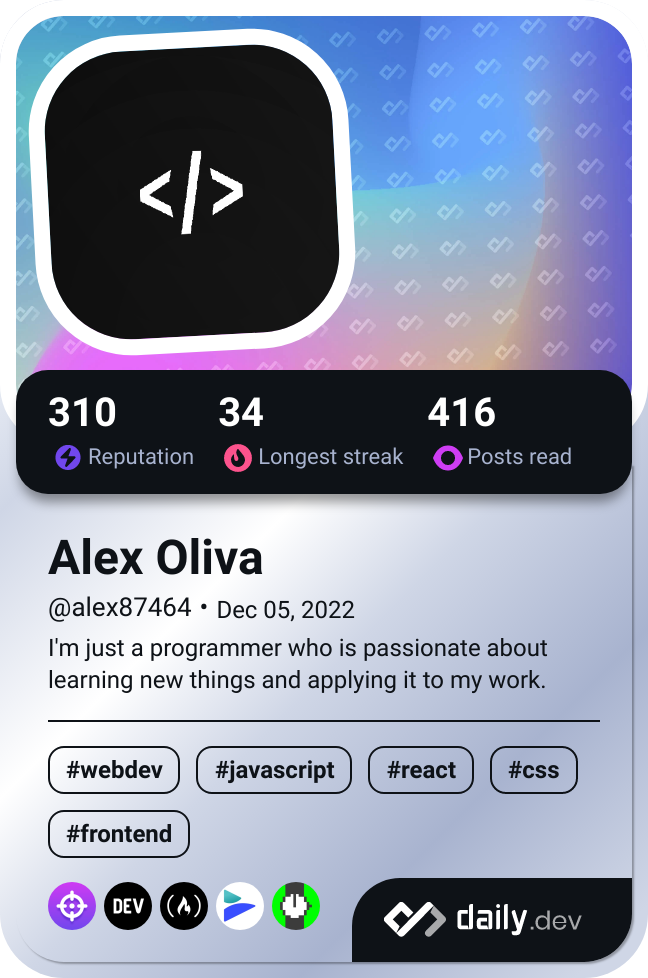 </>
310 34 416
Reputation Longest streak Posts read
Alex Oliva
@alex87464 • Dec 05, 2022
I'm just a programmer who is passionate about
learning new things and applying it to my work.
#webdev #javascript #react #css
#frontend
DEV daily.dev